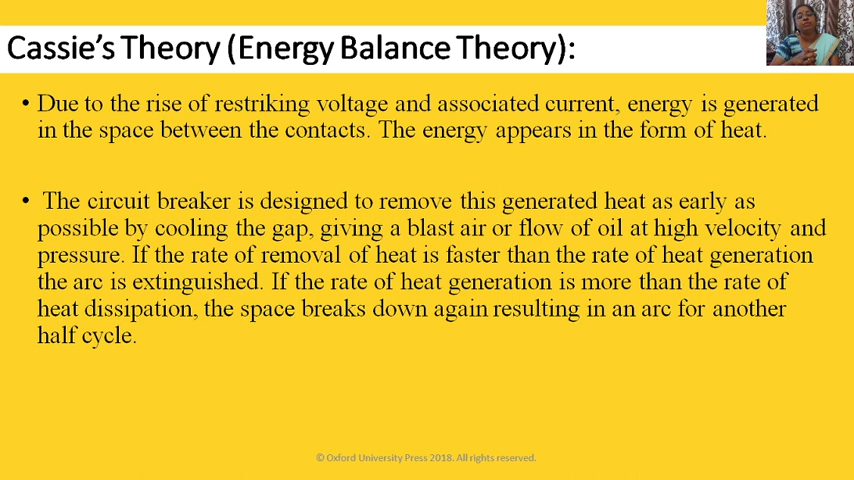 Cassie’s Theory (Energy Balance Theory):
• Due to the rise of restriking voltage and associated current, energy is generated
in the space between the contacts. The energy appears in the form of heat.
• The circuit breaker is designed to remove this generated heat as early as
possible by cooling the gap, giving a blast air or flow of oil at high velocity and
pressure. If the rate of removal of heat is faster than the rate of heat generation
the arc is extinguished. If the rate of heat generation is more than the rate of
heat dissipation, the space breaks down again resulting in an arc for another
half cycle.
© Oxford University Press 2018. All rights reserved.